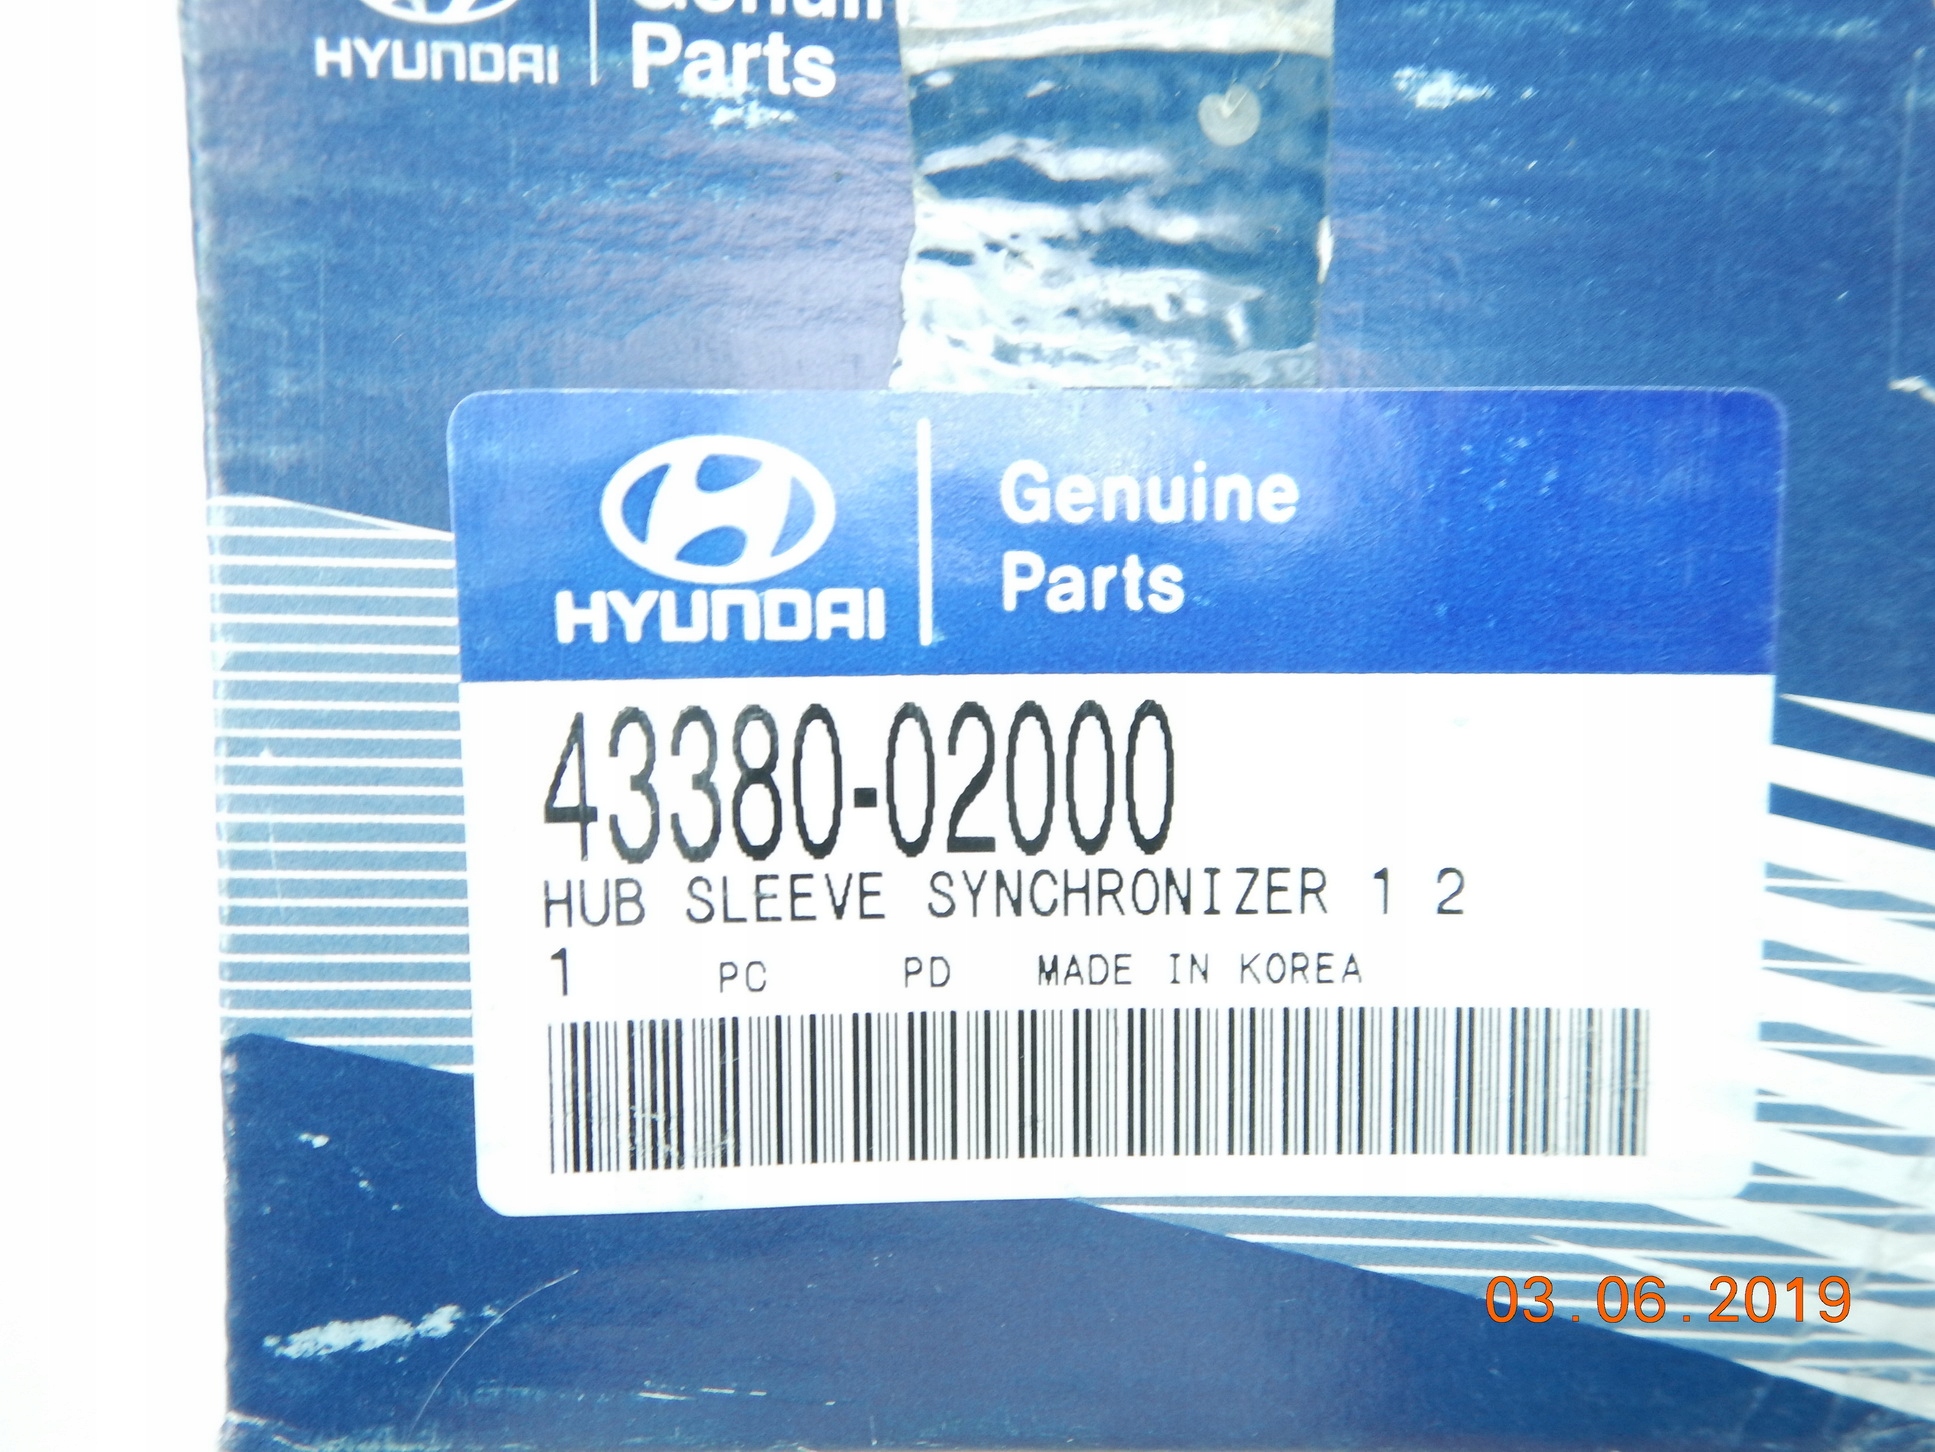 HYUNDAI
Genuin
Parts
HYUNDAI
Genuine
Parts
43380-02000
HUB SLEEVE SYNCHRONIZER 1 2
1 PC PD MADE IN KOREA
03.06.2019